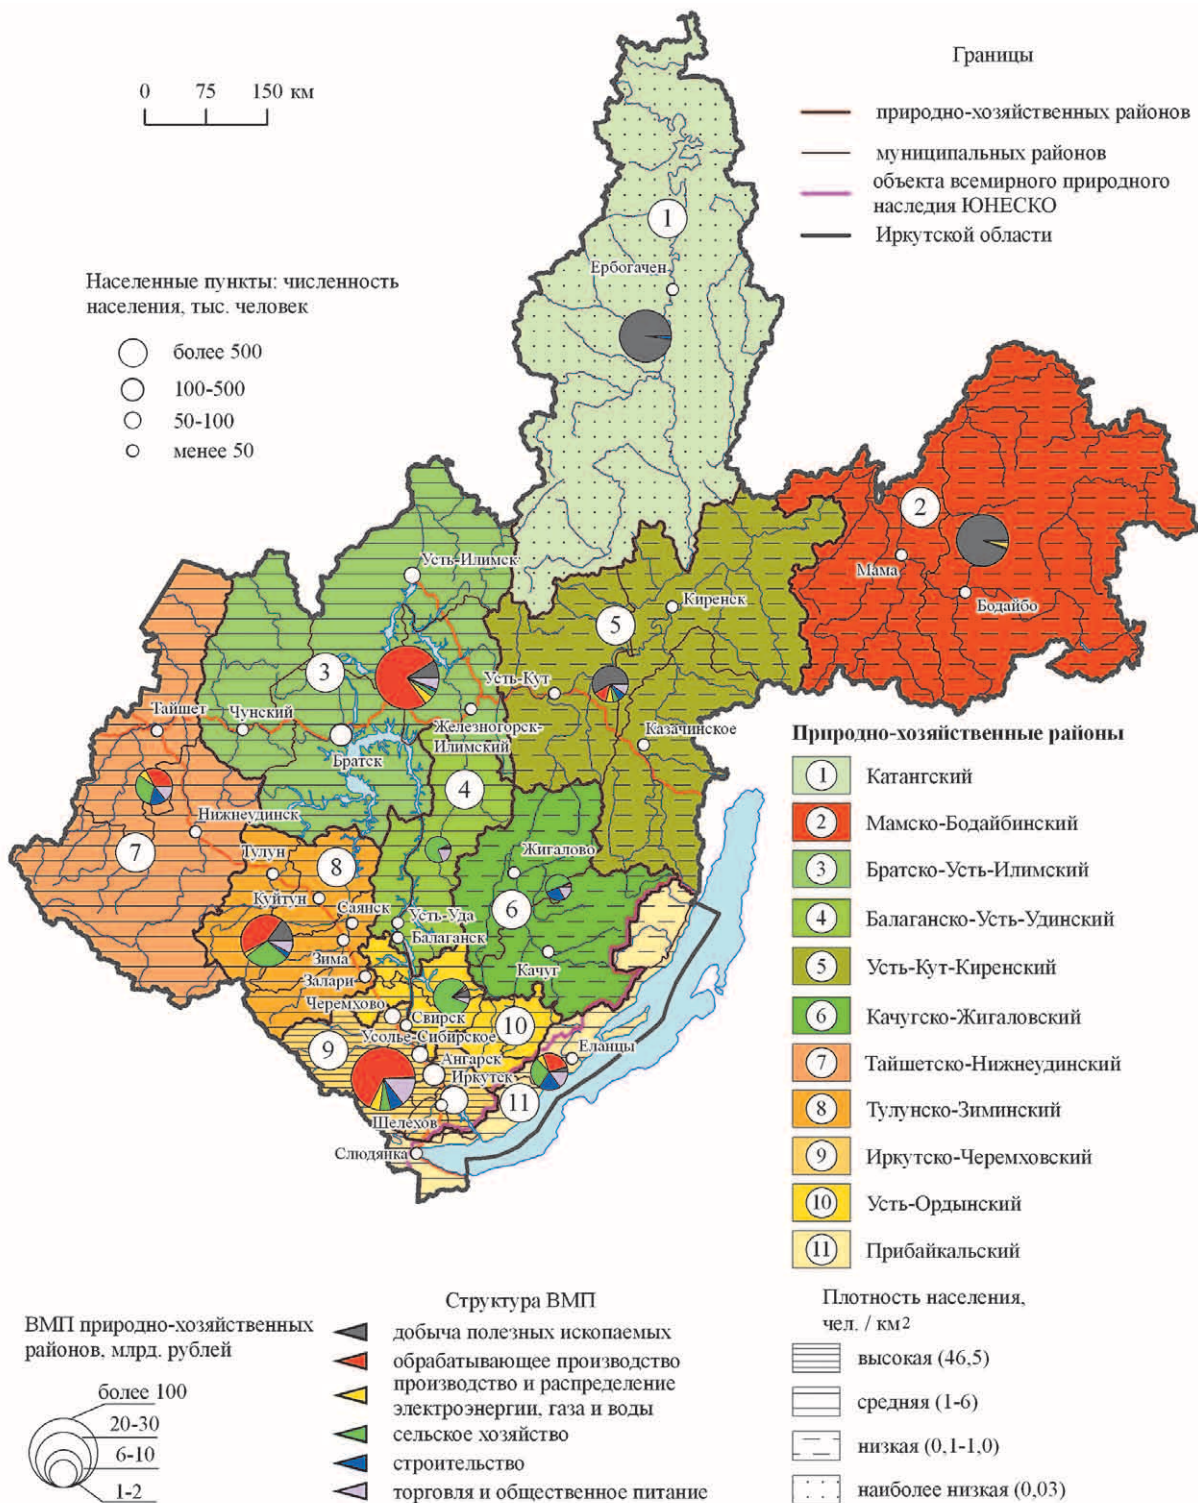 Границы
0 75 150 км
природно-хозяйственных районов
муниципальных районов
объекта всемирного природного
наследия ЮНЕСКО
Иркутской области
Населенные пункты: численность
населения, тыс. человек
более 500
100-500
50-100
менее 50
1
Ербогачен
2
Мама
Бодайбо
Усть-Илимск
Киренск
5
3
Усть-Кут
Тайшет
Чунский
Железногорск-
Илимский
Казачинское
Братск
4
Нижнеудинск
7
Тулун
8
Жигалово
Куйтун
Саянск
Усть-Уда
6
Балаганск
Зима
Залари
Качуг
Черемхово
Свирск
10
Усолье-Сибирское
9
Ангарск
Еланцы
Иркутск
11
Шелехов
Слюдянка
Природно-хозяйственные районы
1 Катангский
2 Мамско-Бодайбинский
3 Братско-Усть-Илимский
4 Балаганско-Усть-Удинский
5 Усть-Кут-Киренский
6 Качугско-Жигаловский
7 Тайшетско-Нижнеудинский
8 Тулунско-Зиминский
9 Иркутско-Черемховский
10 Усть-Ордынский
11 Прибайкальский
ВМП природно-хозяйственных
районов, млрд. рублей
более 100
20-30
6-10
1-2
Структура ВМП
добыча полезных ископаемых
обрабатывающее производство
производство и распределение
электроэнергии, газа и воды
сельское хозяйство
строительство
торговля и общественное питание
Плотность населения,
чел. / км2
высокая (46,5)
средняя (1-6)
низкая (0,1-1,0)
наиболее низкая (0,03)